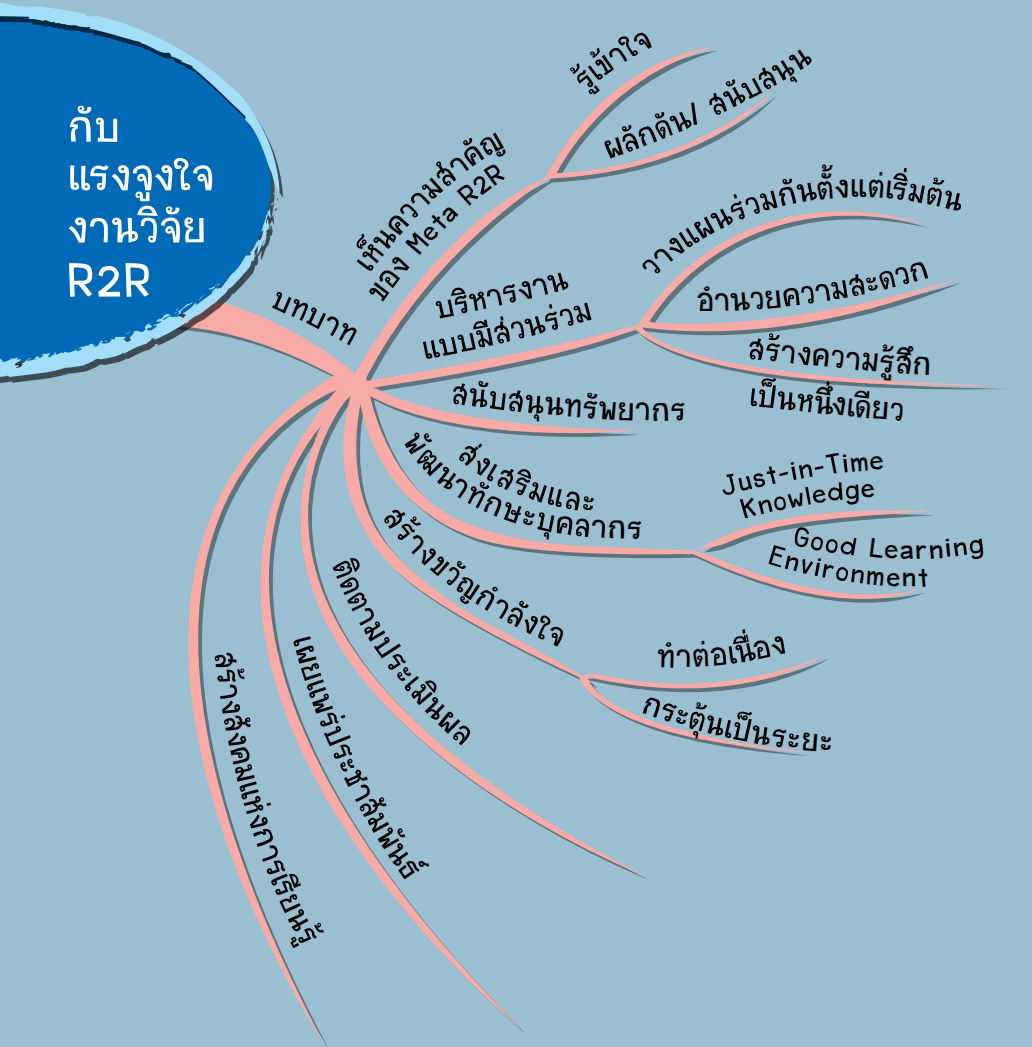 กับ
แรงจูงใจ
งานวิจัย
R2R
บทบาท
เห็นความสำคัญ
ของ Meta R2R
รู้เข้าใจ
ผลักดัน/ สนับสนุน
บริหารงาน
แบบมีส่วนร่วม
วางแผนร่วมกันตั้งแต่เริ่มต้น
อำนวยความสะดวก
สร้างความรู้สึก
เป็นหนึ่งเดียว
สนับสนุนทรัพยากร
ส่งเสริมและ
พัฒนาทักษะบุคลากร
Just-in-Time
Knowledge
Good Learning
Environment
สร้างขวัญกำลังใจ
ทำต่อเนื่อง
กระตุ้นเป็นระยะ
ติดตามประเมินผล
เผยแพร่ประชาสัมพันธ์
สร้างสังคมแห่งการเรียนรู้